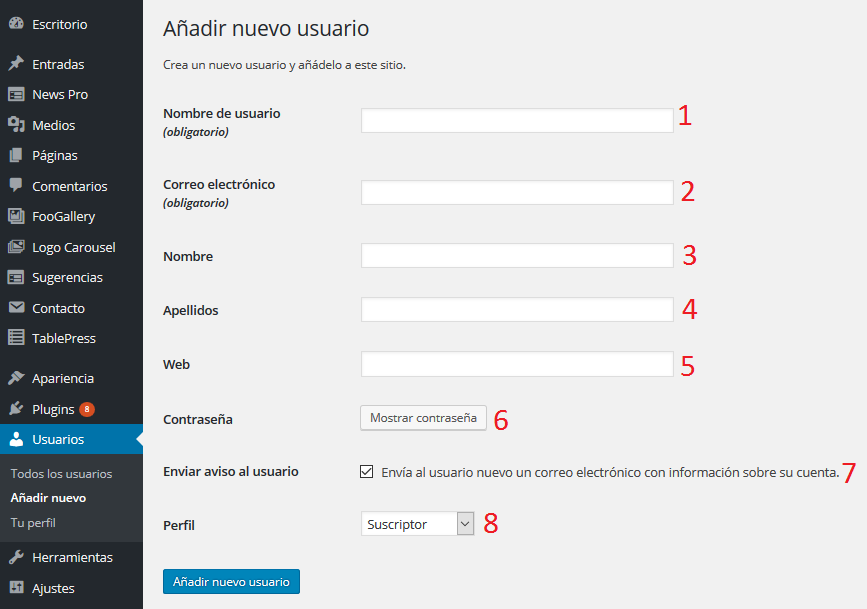 Escritorio
Entradas
News Pro
Medios
Páginas
Comentarios
FooGallery
Logo Carousel
Sugerencias
Contacto
TablePress
Apariencia
Plugins 8
Usuarios
Todos los usuarios
Añadir nuevo
Tu perfil
Herramientas
Ajustes
Añadir nuevo usuario
Crea un nuevo usuario y añádelo a este sitio.
Nombre de usuario 1
(obligatorio)
Correo electrónico 2
(obligatorio)
Nombre 3
Apellidos 4
Web 5
Contraseña Mostrar contraseña 6
Enviar aviso al usuario Envía al usuario nuevo un correo electrónico con información sobre su cuenta. 7
Perfil Suscriptor 8
Añadir nuevo usuario